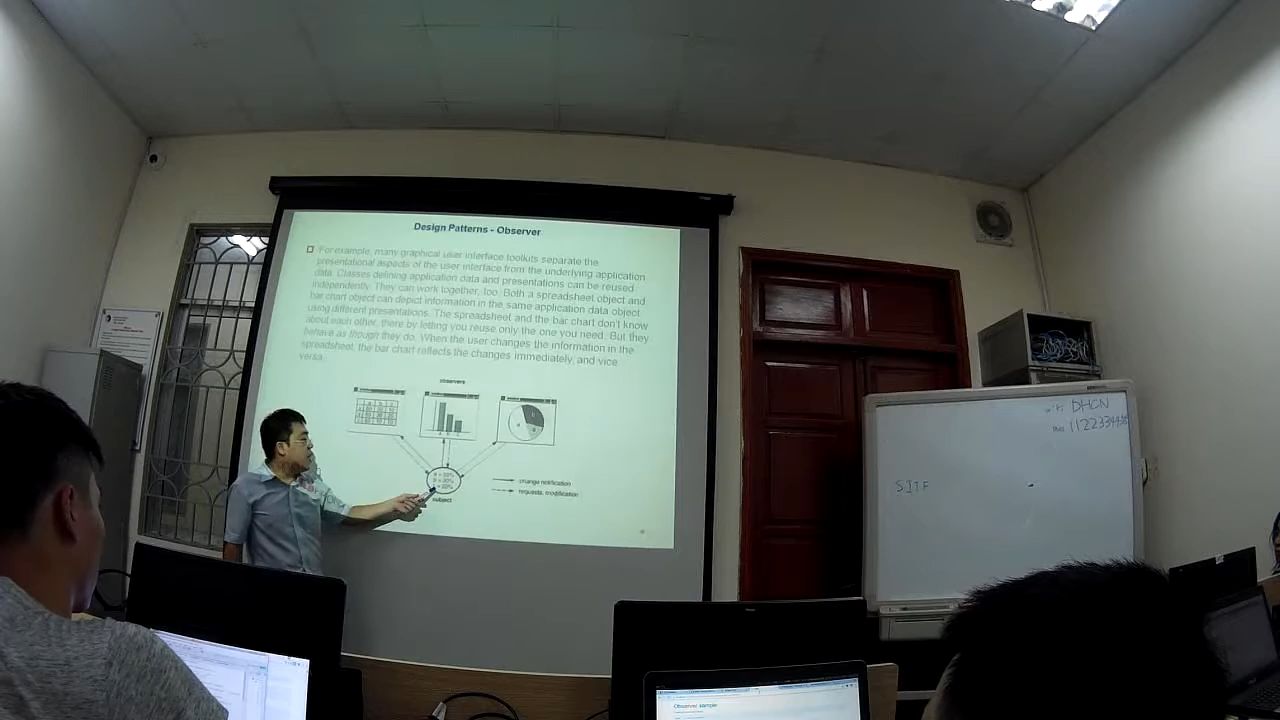 Design Patterns - Observer
For example, many graphical user interface toolkits separate the
presentational aspects of the user interface from the underlying application
data. Classes defining application data and presentations can be reused
independently. They can work together, too. Both a spreadsheet object and
bar chart object can depict information in the same application data object
using different presentations. The spreadsheet and the bar chart don't know
about each other, there by letting you reuse only the one you need. But they
behave as though they do. When the user changes the information in the
spreadsheet, the bar chart reflects the changes immediately, and vice
versa.
observers
subject
change notification
requests, modification
DHCN
SITF
Observer sample